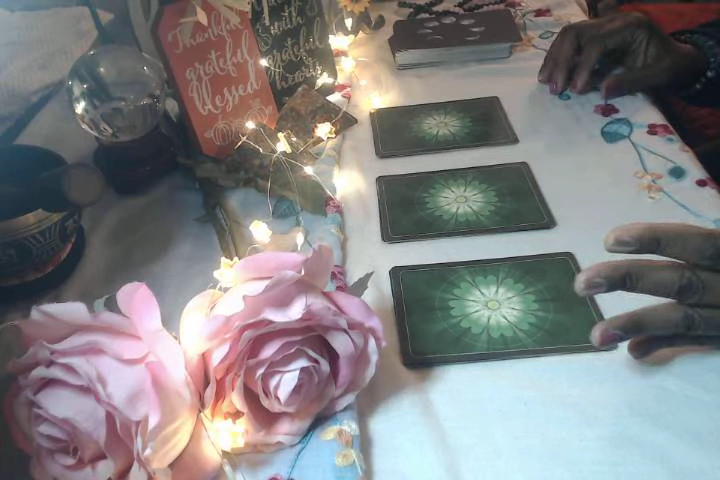 Thankful
grateful
blessed
with
grateful
hearts